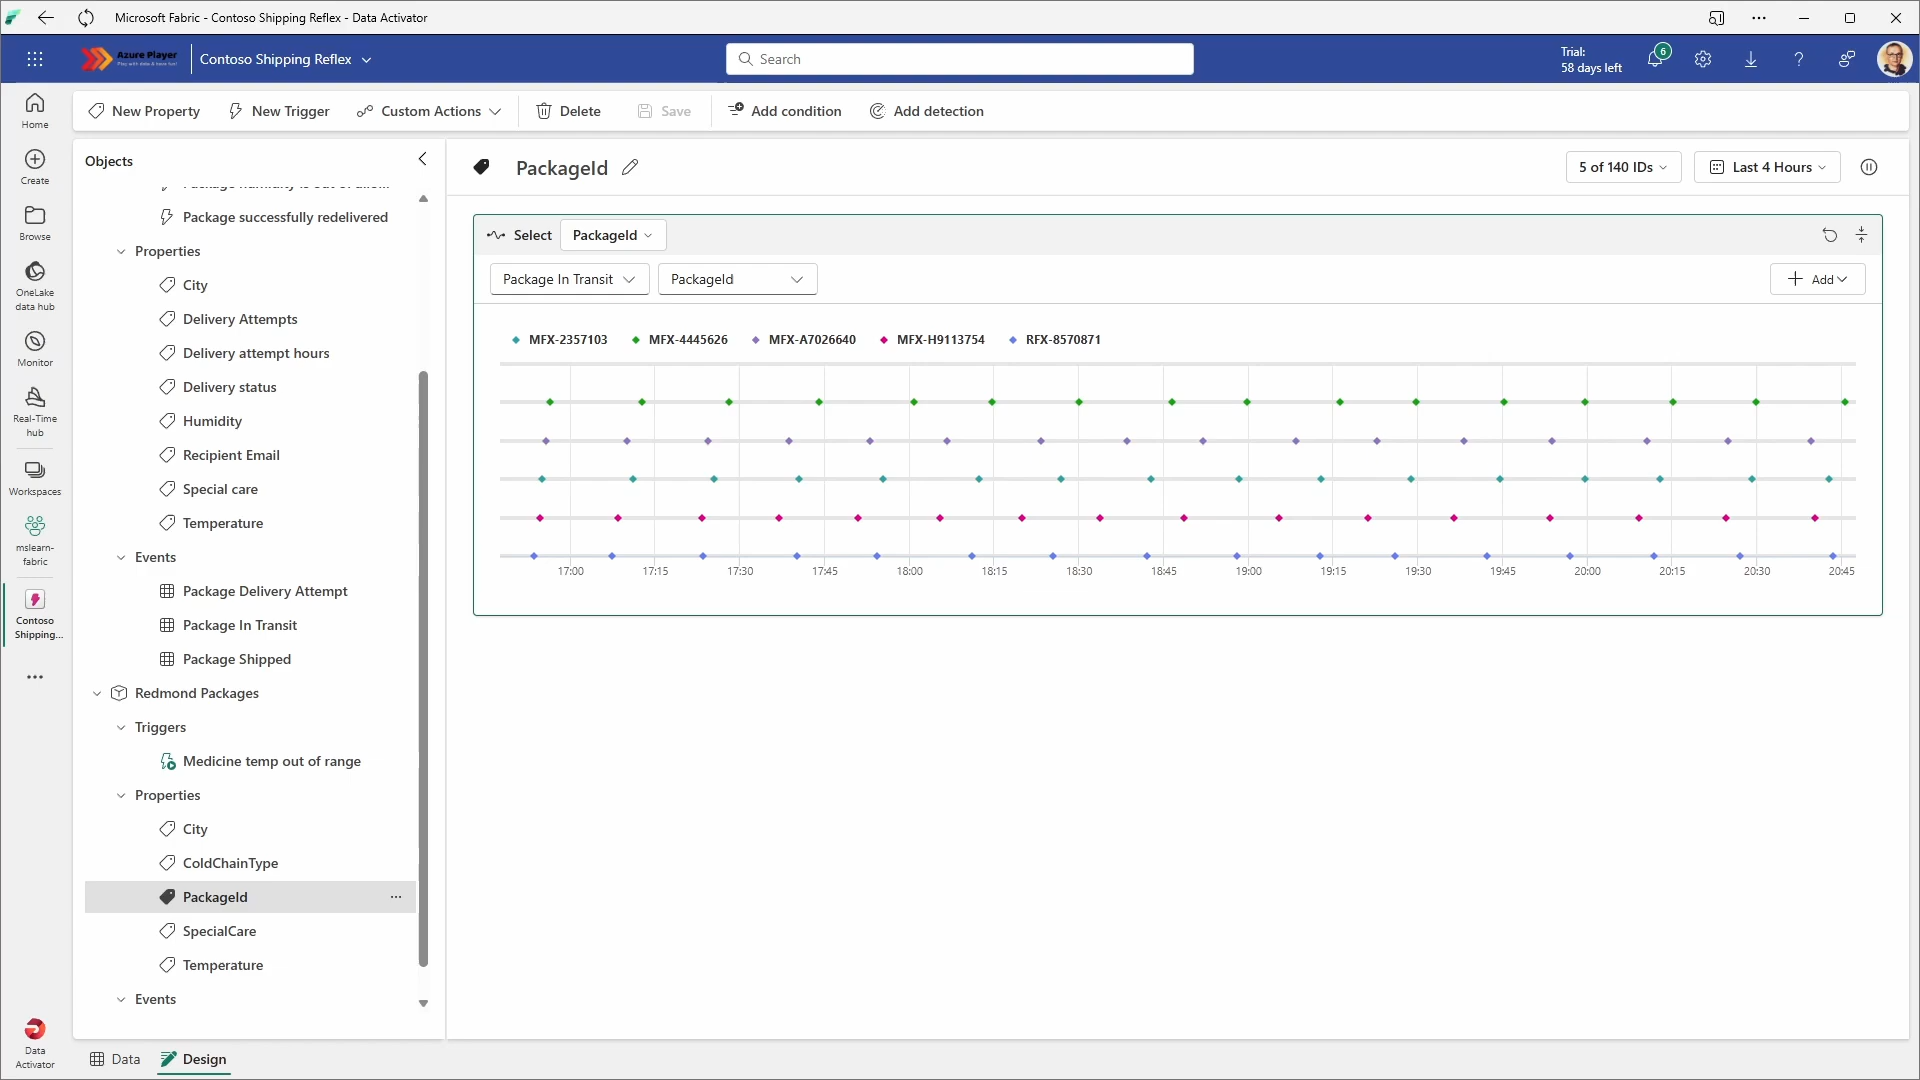 Microsoft Fabric - Contoso Shipping Reflex - Data Activator
Azure Player
Contoso Shipping Reflex
Search
Trial:
58 days left
6
Home
Create
Browse
OneLake
data hub
Monitor
Real-Time
hub
Workspaces
mslearn-
fabric
Contoso
Shipping...
Data
Activator
New Property
New Trigger
Custom Actions
Delete
Save
Add condition
Add detection
Objects
Package successfully redelivered
Properties
City
Delivery Attempts
Delivery attempt hours
Delivery status
Humidity
Recipient Email
Special care
Temperature
Events
Package Delivery Attempt
Package In Transit
Package Shipped
Redmond Packages
Triggers
Medicine temp out of range
Properties
City
ColdChainType
PackageId
SpecialCare
Temperature
Events
Data
Design
PackageId
5 of 140 IDs
Last 4 Hours
Select
PackageId
Package In Transit
PackageId
Add
MFX-2357103
MFX-4445626
MFX-A7026640
MFX-H9113754
RFX-8570871
17:00
17:15
17:30
17:45
18:00
18:15
18:30
18:45
19:00
19:15
19:30
19:45
20:00
20:15
20:30
20:45